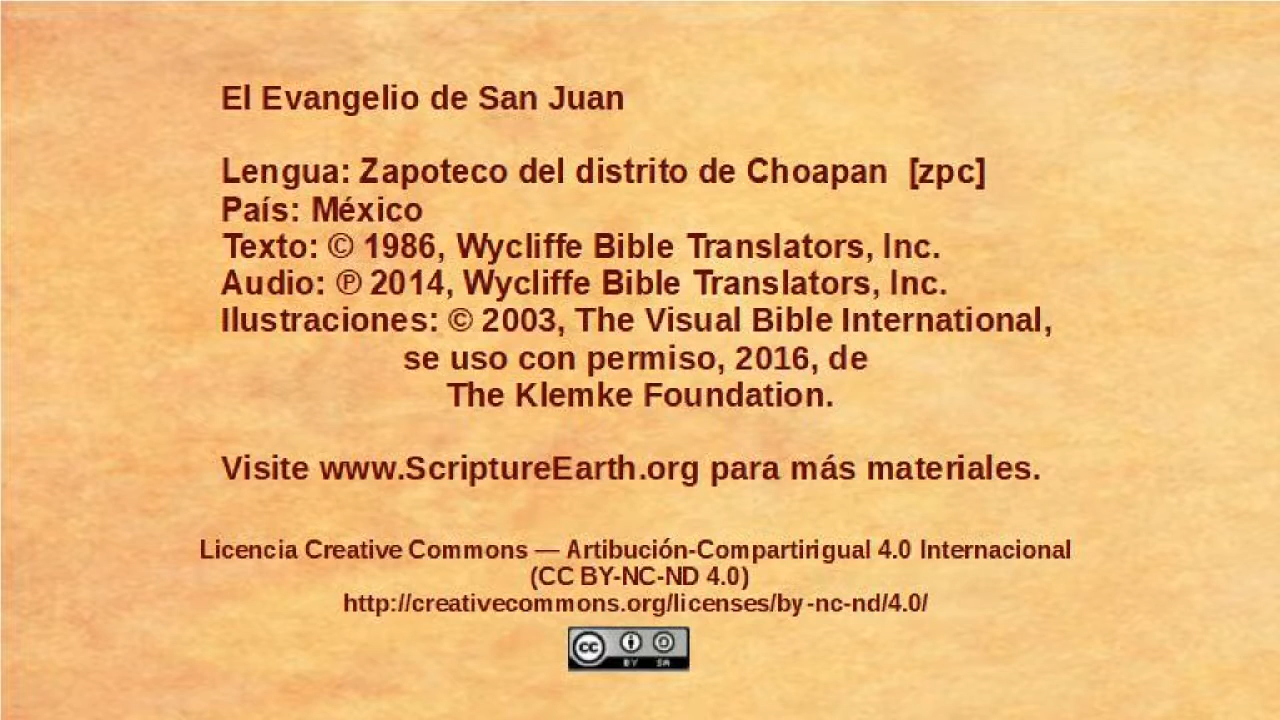 El Evangelio de San Juan
Lengua: Zapoteco del distrito de Choapan [zpc]
País: México
Texto: © 1986, Wycliffe Bible Translators, Inc.
Audio: ℗ 2014, Wycliffe Bible Translators, Inc.
Ilustraciones: © 2003, The Visual Bible International,
se uso con permiso, 2016, de
The Klemke Foundation.
Visite www.ScriptureEarth.org para más materiales.
Licencia Creative Commons — Artibución-Compartirigual 4.0 Internacional
(CC BY-NC-ND 4.0)
http://creativecommons.org/licenses/by-nc-nd/4.0/
cc
BY SA